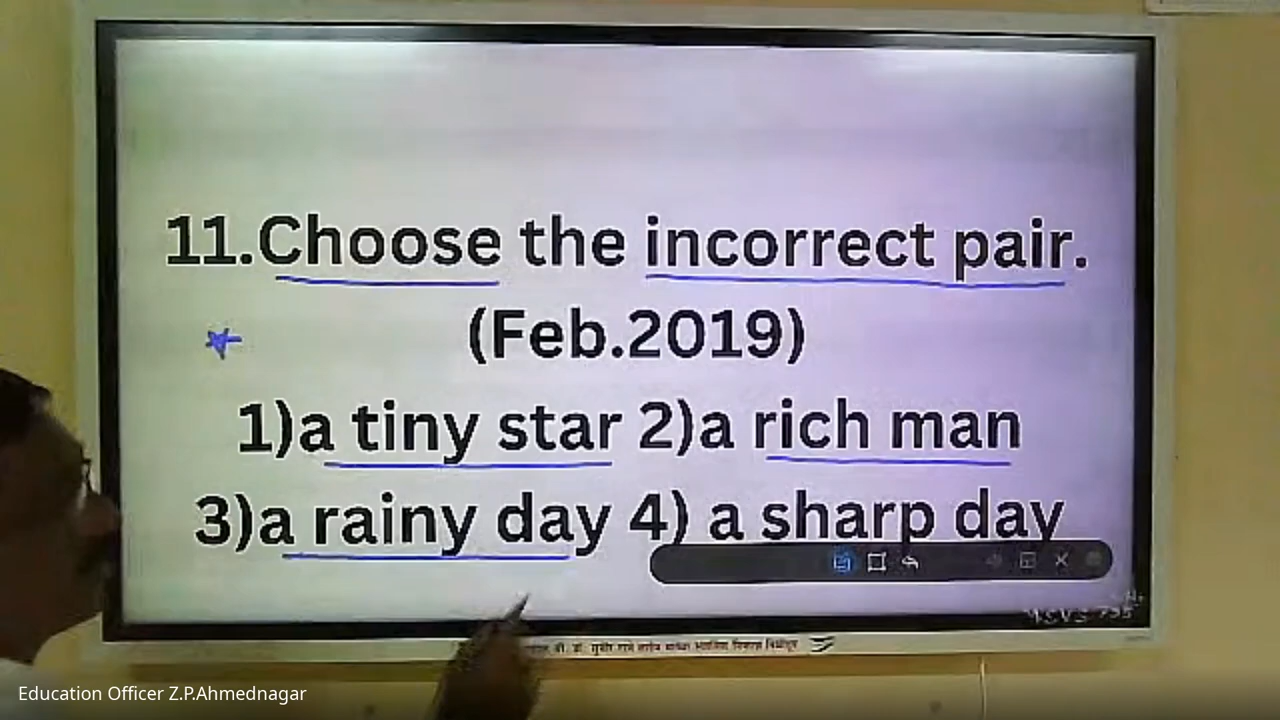 11.Choose the incorrect pair.
(Feb.2019)
1)a tiny star 2)a rich man
3)a rainy day 4) a sharp day
Education Officer Z.P.Ahmednagar